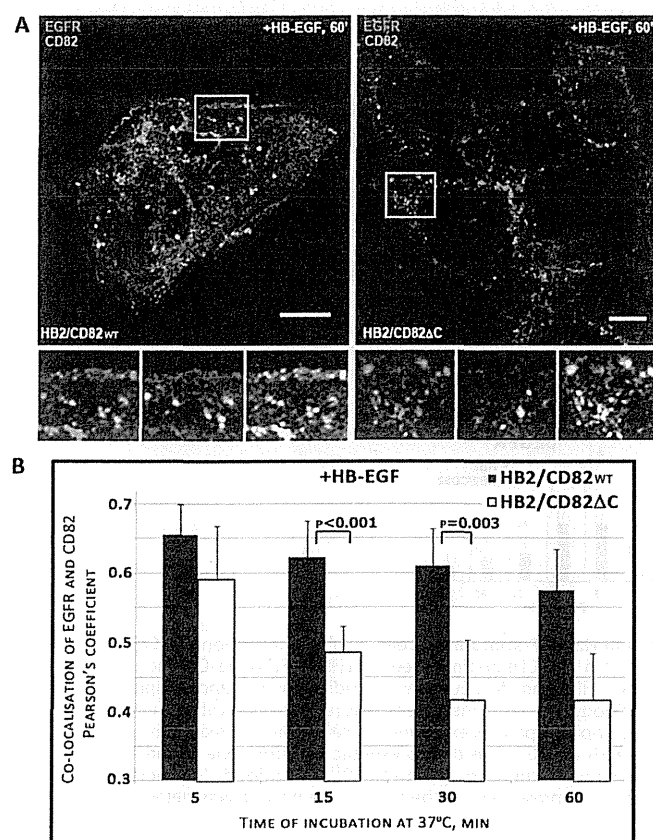 A
EGFR
CD82
+HB-EGF, 60'
HB2/CD82WT
EGFR
CD82
+HB-EGF, 60'
HB2/CD82ΔC
B
+HB-EGF
HB2/CD82WT
HB2/CD82ΔC
P<0.001
P=0.003
CO-LOCALISATION OF EGFR AND CD82
PEARSON'S COEFFICIENT
0.7
0.6
0.5
0.4
0.3
5 15 30 60
TIME OF INCUBATION AT 37ºC, MIN